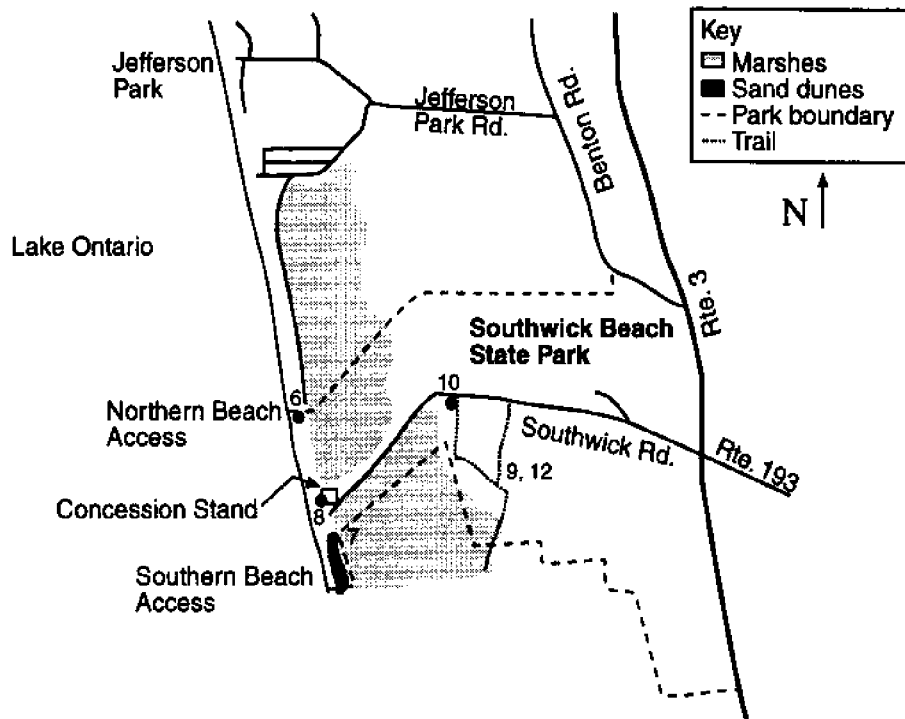 Jefferson
Park
Jefferson
Park Rd.
Benton Rd.
Key
Marshes
Sand dunes
Park boundary
Trail
N
Lake Ontario
Rte. 3
Southwick Beach
State Park
6
10
Northern Beach
Access
Southwick Rd.
Rte. 193
9, 12
Concession Stand
8
7
Southern Beach
Access